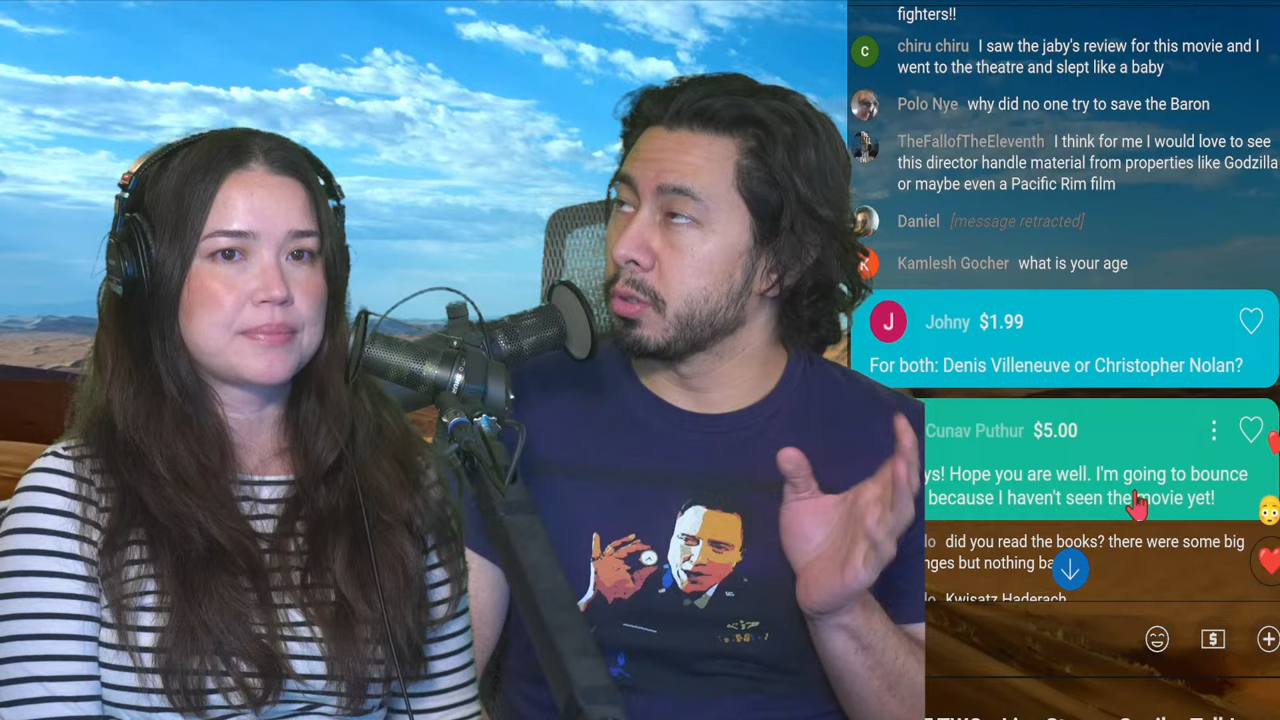 fighters!!
chiru chiru I saw the jaby's review for this movie and I
went to the theatre and slept like a baby
Polo Nye why did no one try to save the Baron
TheFallofTheEleventh I think for me I would love to see
this director handle material from properties like Godzilla
or maybe even a Pacific Rim film
Daniel [message retracted]
Kamlesh Gocher what is your age
Johny $1.99
For both: Denis Villeneuve or Christopher Nolan?
Cunav Puthur $5.00
ys! Hope you are well. I'm going to bounce
because I haven't seen the movie yet!
lo did you read the books? there were some big
nges but nothing ba
lo Kwisatz Haderach